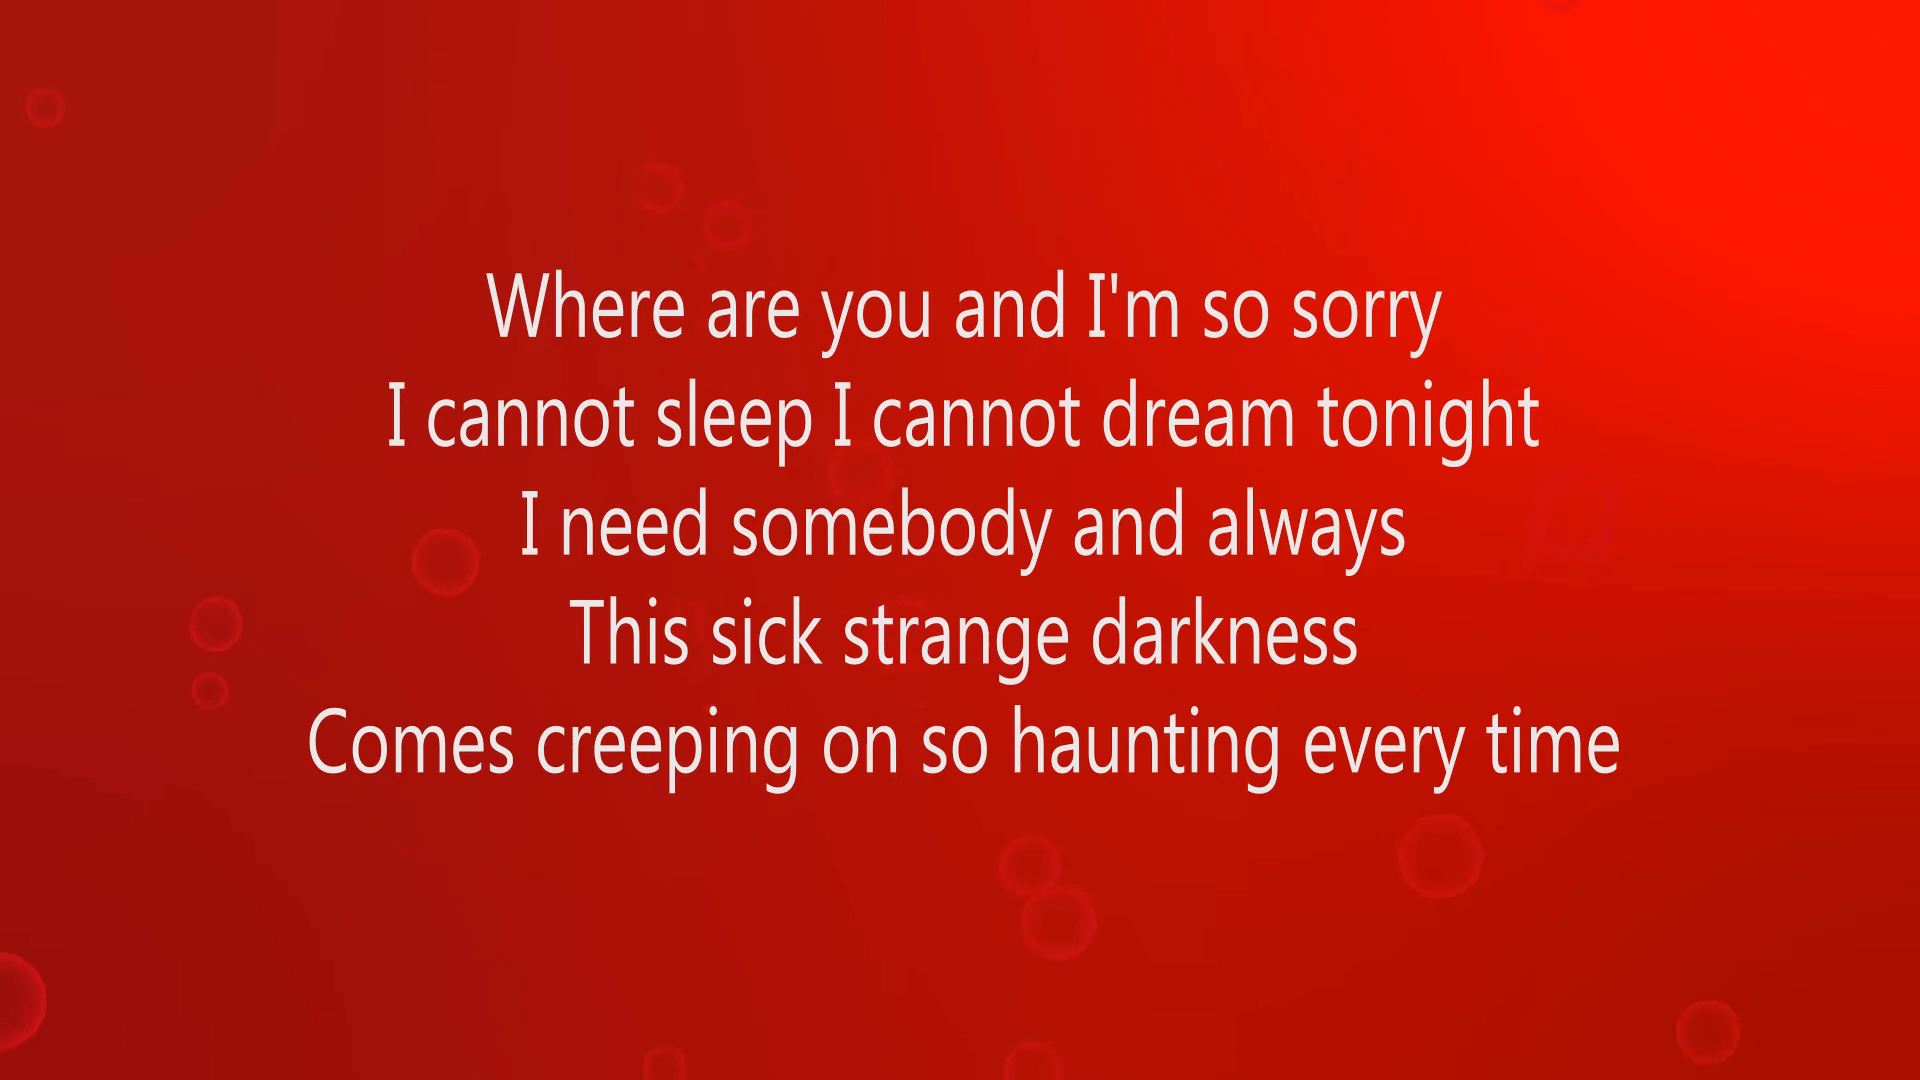 Where are you and I'm so sorry
I cannot sleep I cannot dream tonight
I need somebody and always
This sick strange darkness
Comes creeping on so haunting every time